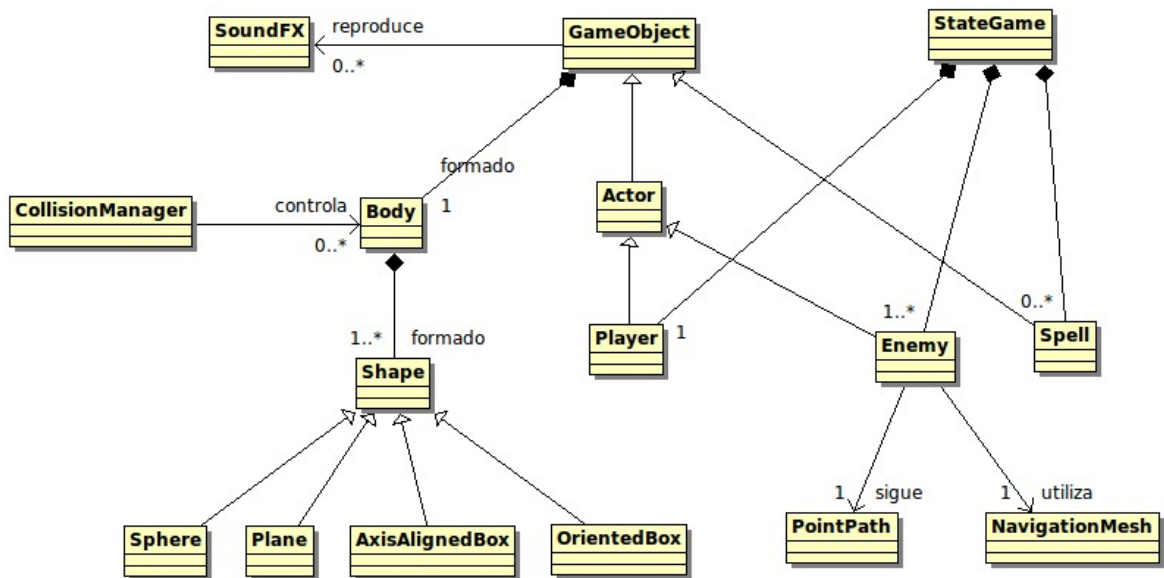 SoundFX
reproduce
0..*
GameObject
StateGame
formado
1
CollisionManager
controla
0..*
Body
Actor
1..*
formado
Shape
Player
1
1..*
Enemy
0..*
Spell
1
sigue
1
utiliza
Sphere
Plane
AxisAlignedBox
OrientedBox
PointPath
NavigationMesh